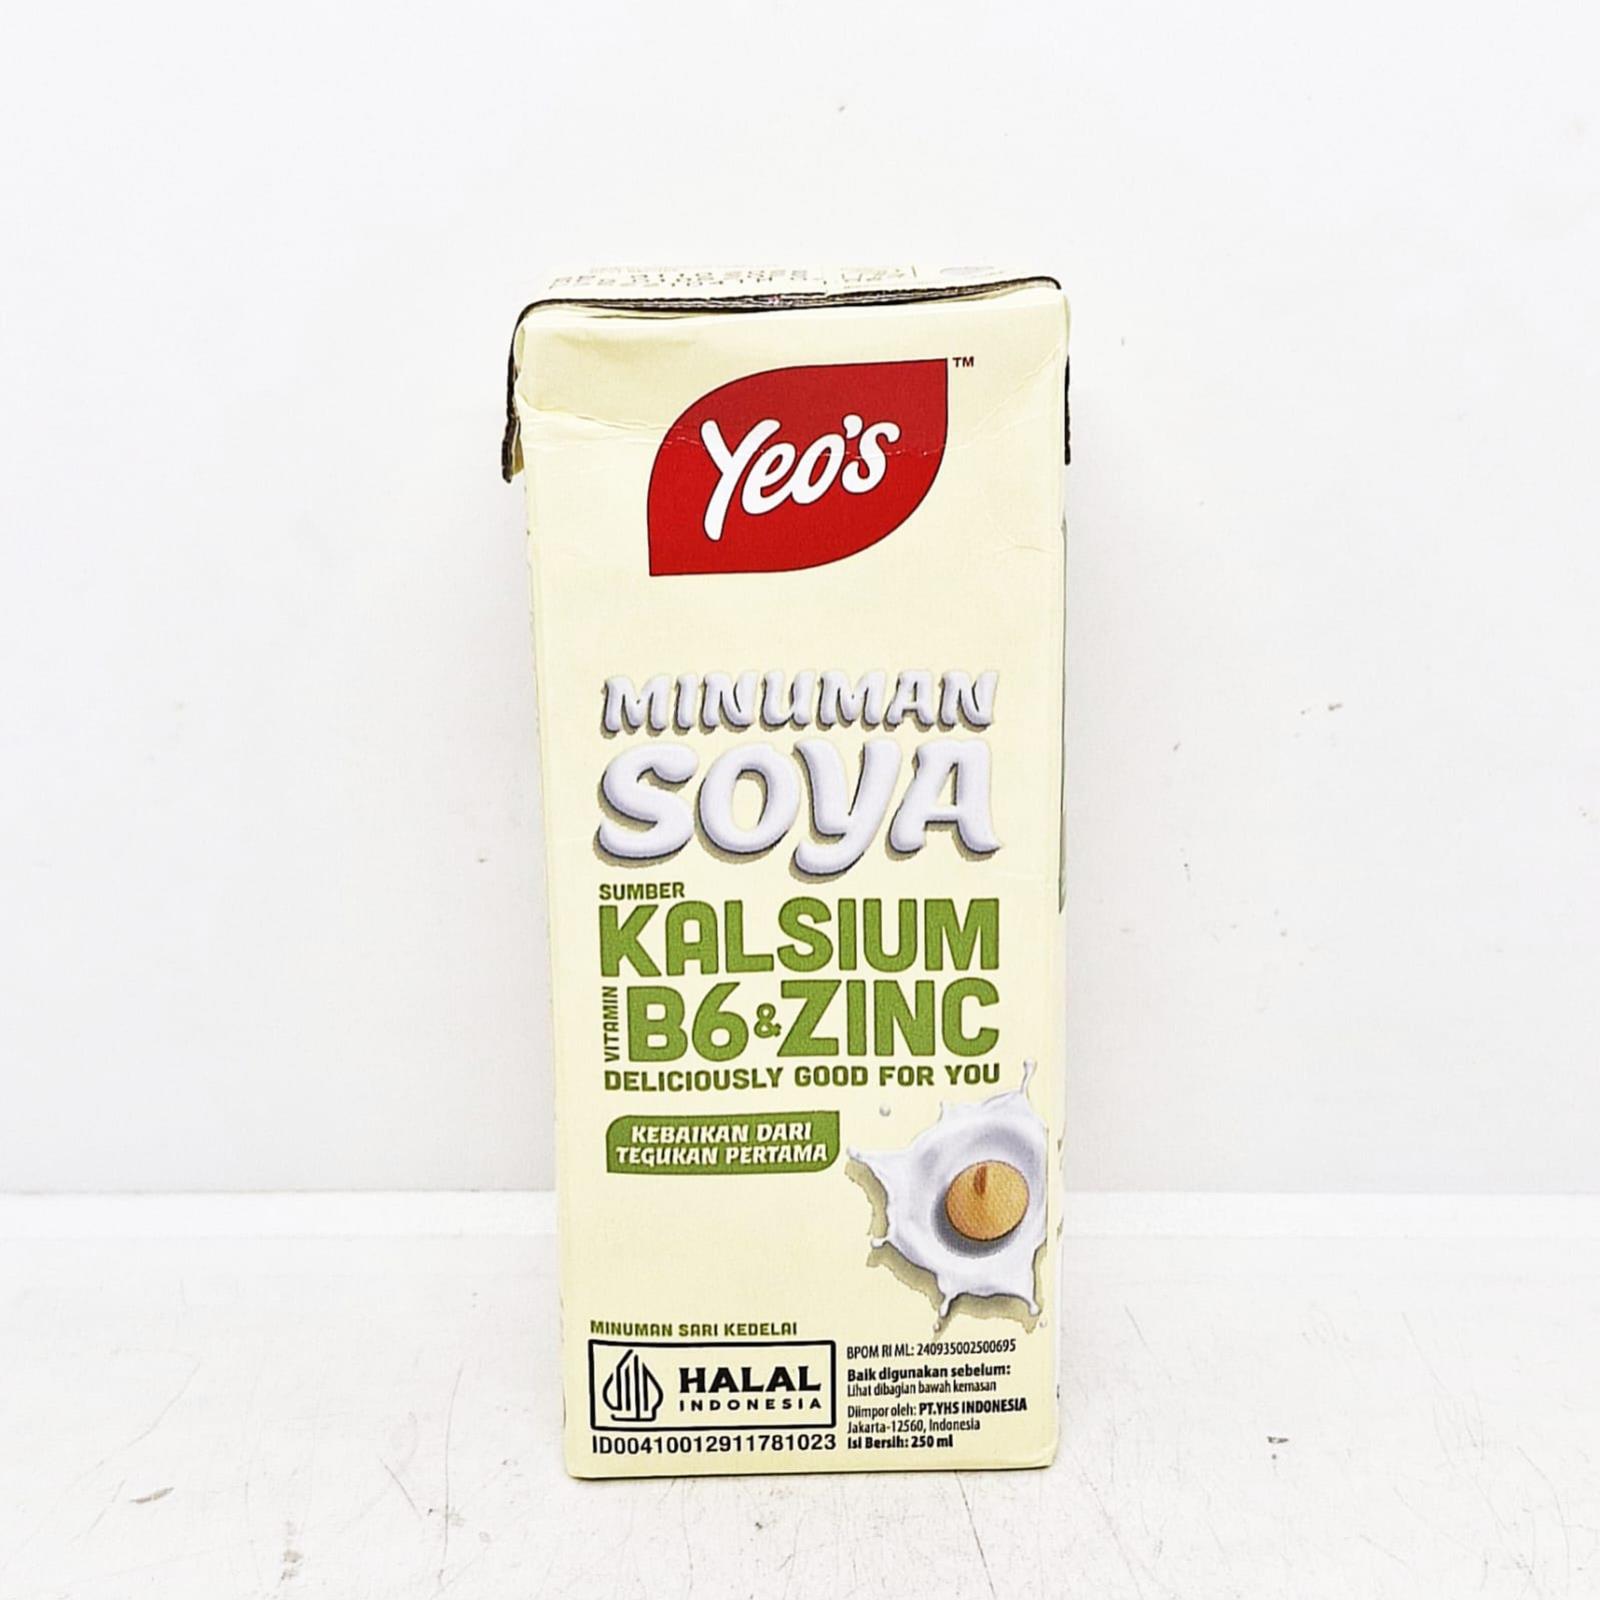 Yeo's
TM
MINUMAN
SOYA
SUMBER
KALSIUM
VITAMIN
B6 & ZINC
DELICIOUSLY GOOD FOR YOU
KEBAIKAN DARI
TEGUKAN PERTAMA
MINUMAN SARI KEDELAI
HALAL
INDONESIA
ID00410012911781023
BPOM RI ML: 240935002500695
Baik digunakan sebelum:
Lihat dibagian bawah kemasan
Diimpor oleh: PT.YHS INDONESIA
Jakarta-12560, Indonesia
Isi Bersih: 250 ml